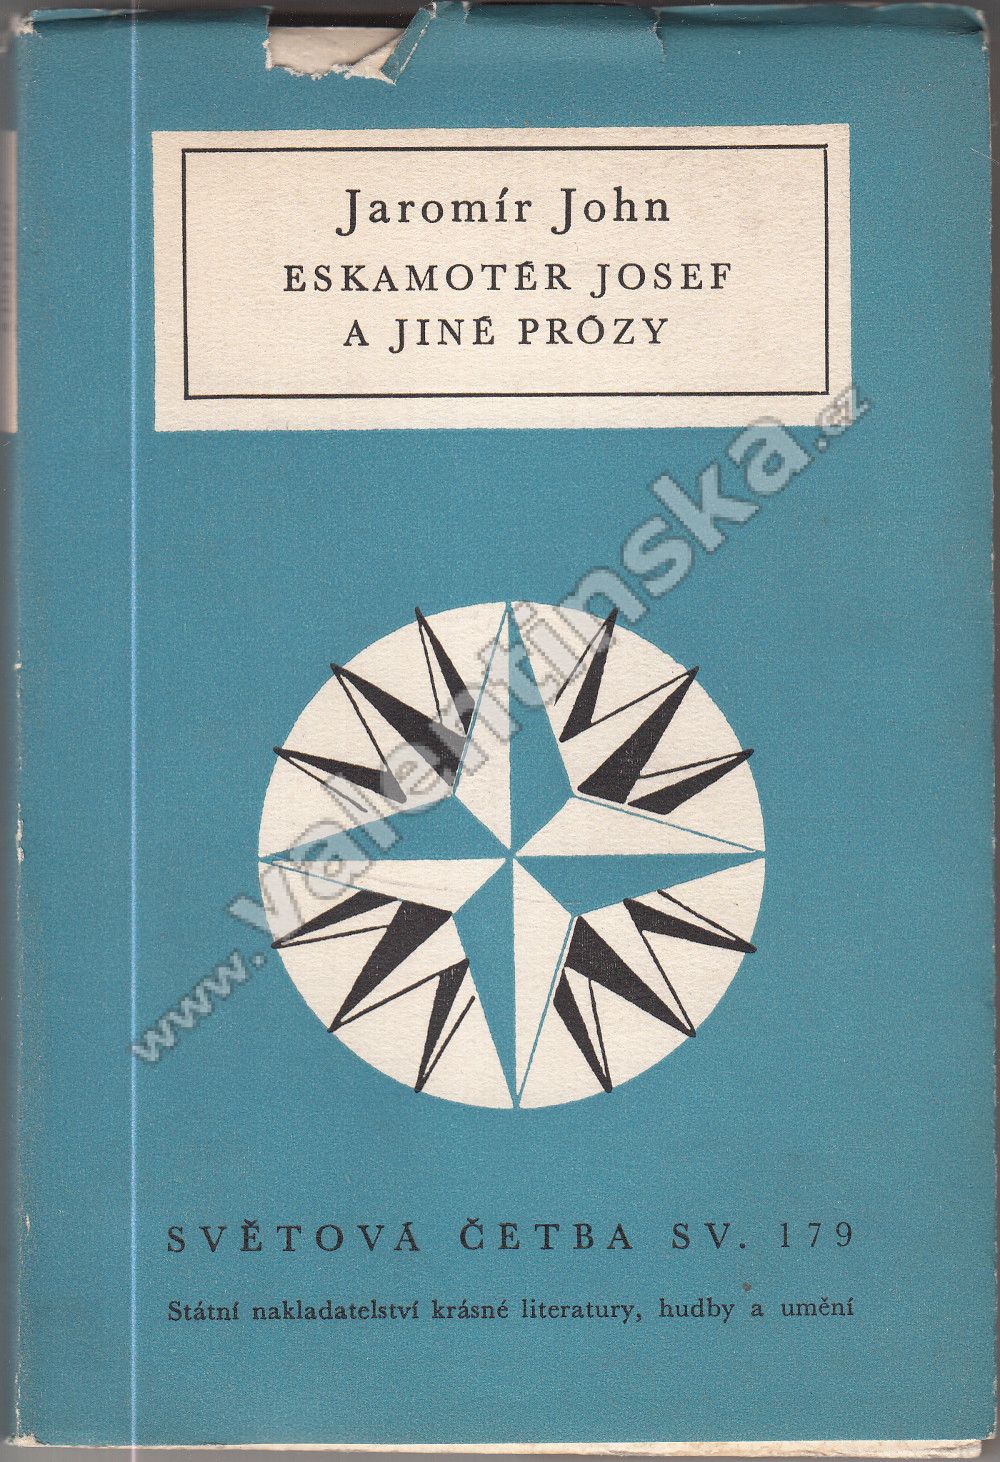 Jaromír John
ESKAMOTÉR JOSEF
A JINÉ PRÓZY
www.valentinska.cz
SVĚTOVÁ ČETBA SV. 179
Státní nakladatelství krásné literatury, hudby a umění